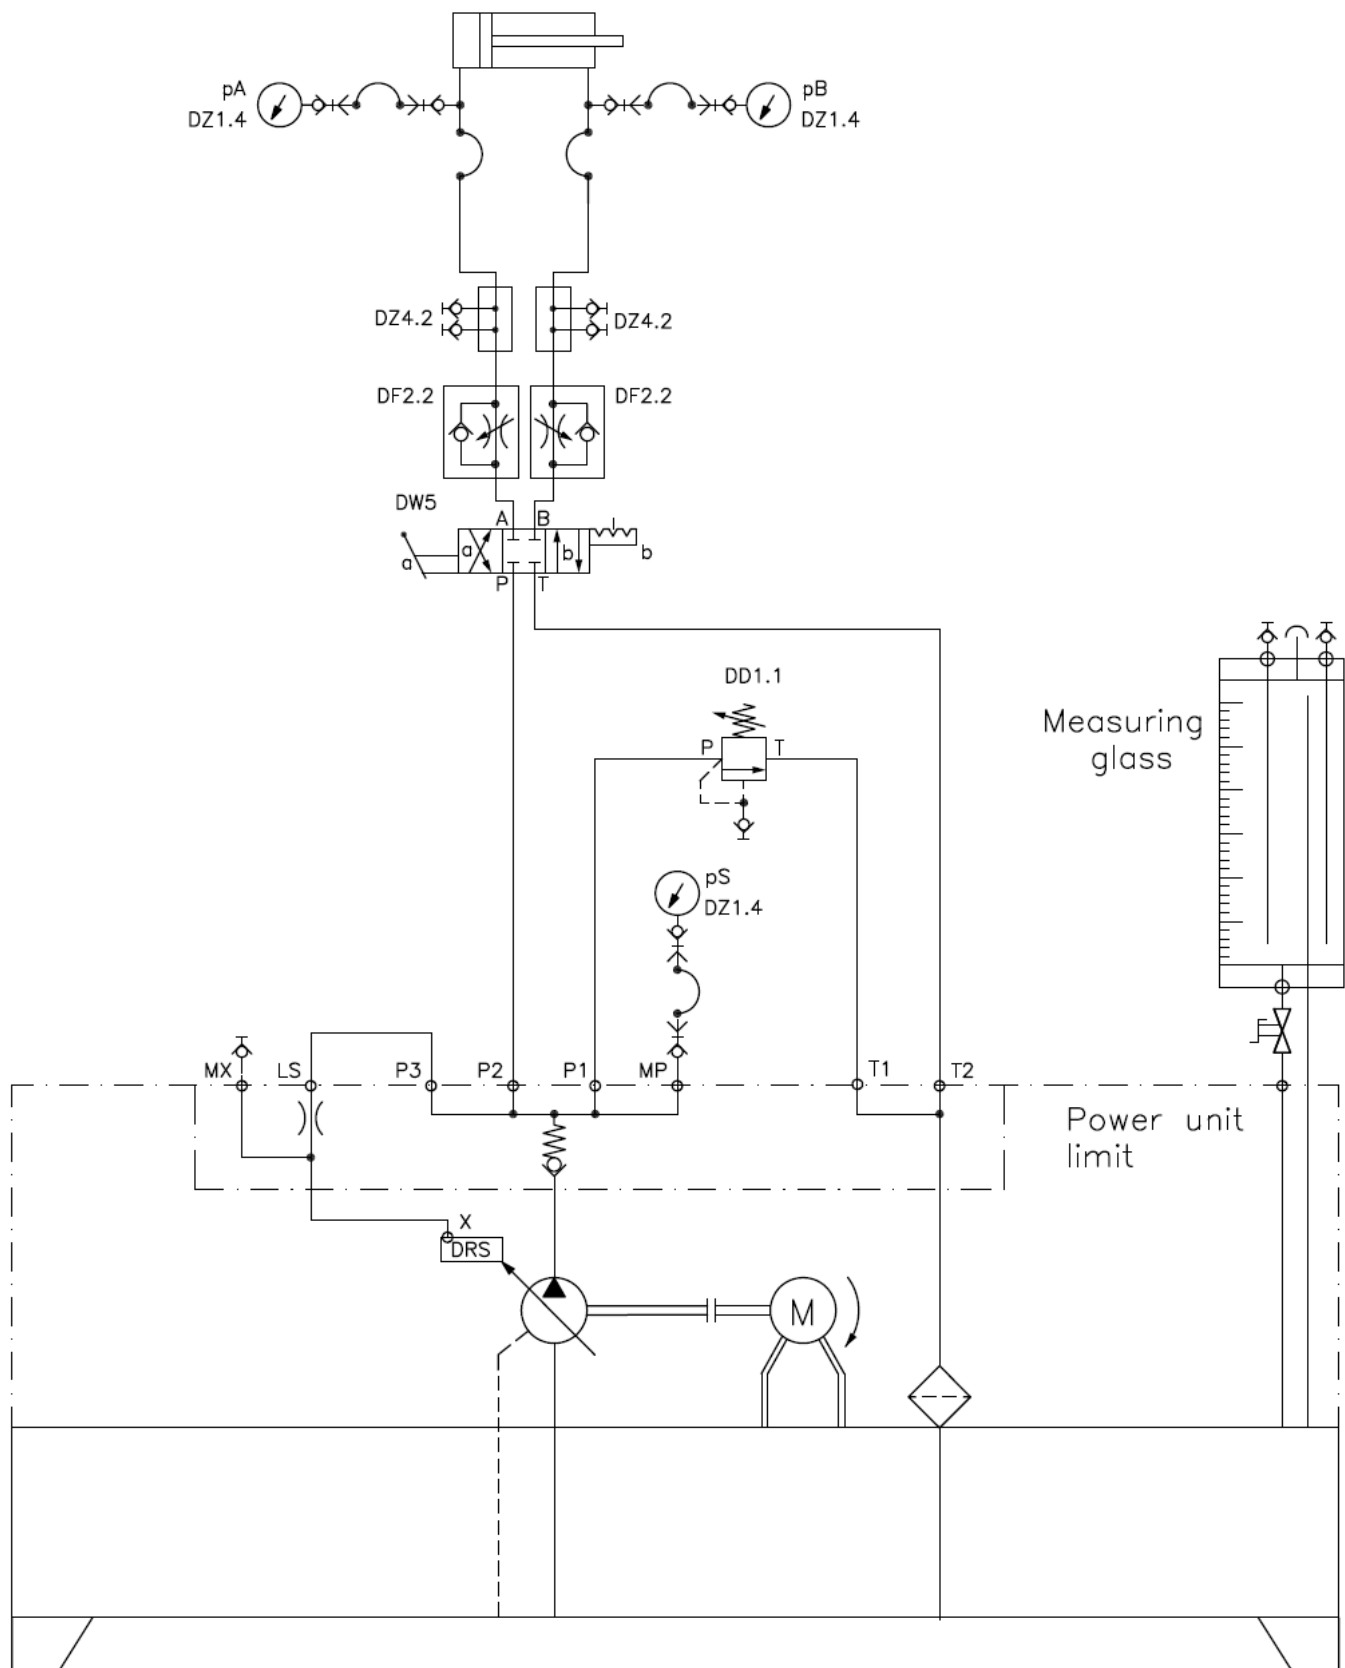 pA
DZ1.4
pB
DZ1.4
DZ4.2
DZ4.2
DF2.2
DF2.2
DW5
A
B
a
a
b
b
P
T
DD1.1
P
T
Measuring
glass
pS
DZ1.4
MX
LS
P3
P2
P1
MP
T1
T2
Power unit
limit
X
DRS
M